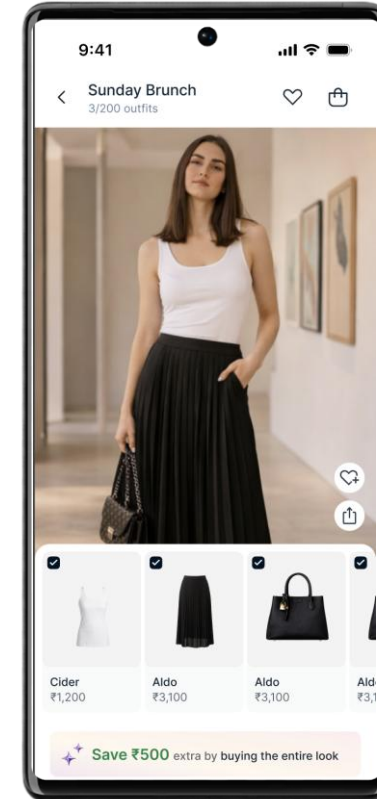 9:41
Sunday Brunch
3/200 outfits
Cider
₹1,200
Aldo
₹3,100
Aldo
₹3,100
Save ₹500 extra by buying the entire look